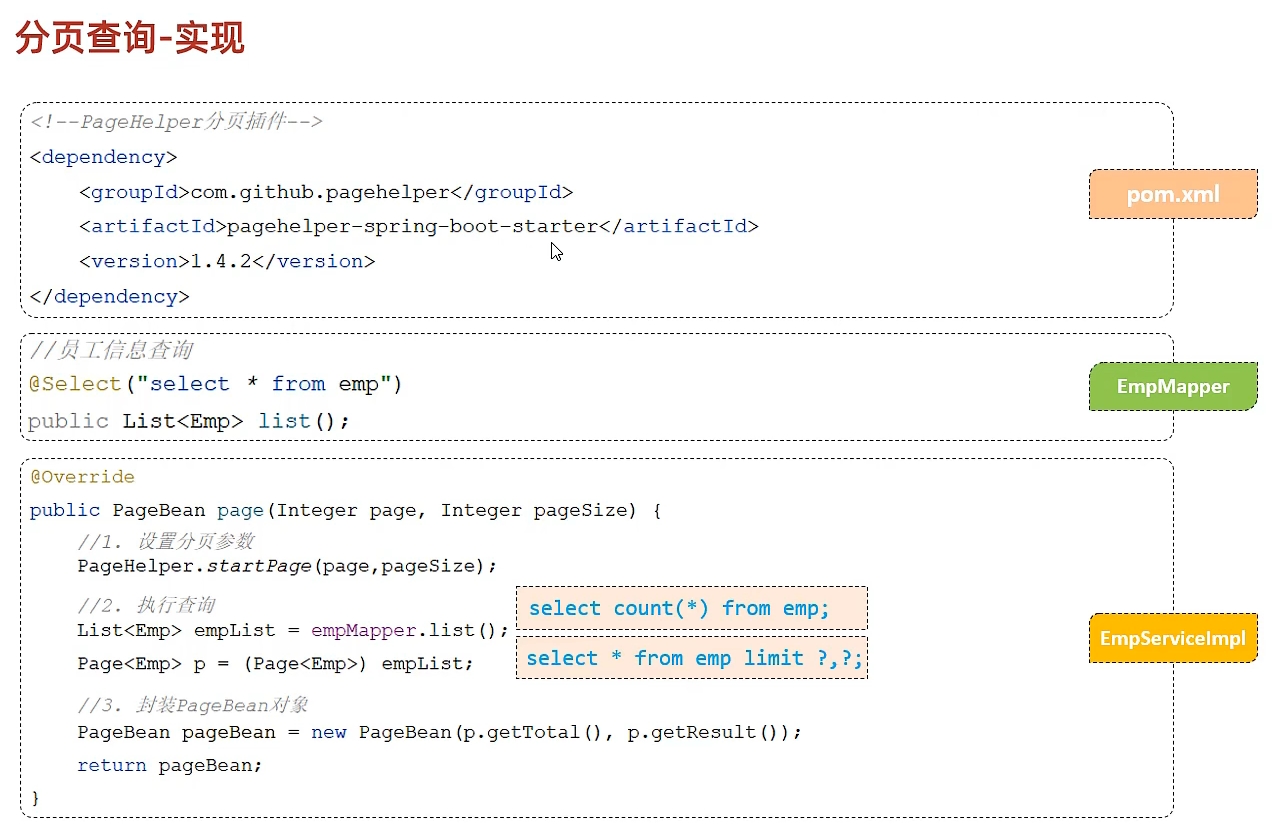 分页查询-实现
<!--PageHelper分页插件-->
<dependency>
<groupId>com.github.pagehelper</groupId>
<artifactId>pagehelper-spring-boot-starter</artifactId>
<version>1.4.2</version>
</dependency>
pom.xml
//员工信息查询
@Select("select * from emp")
public List<Emp> list();
EmpMapper
@Override
public PageBean page(Integer page, Integer pageSize) {
//1. 设置分页参数
PageHelper.startPage(page,pageSize);
//2. 执行查询
List<Emp> empList = empMapper.list();
select count(*) from emp;
Page<Emp> p = (Page<Emp>) empList;
select * from emp limit ?,?;
//3. 封装PageBean对象
PageBean pageBean = new PageBean(p.getTotal(), p.getResult());
return pageBean;
}
EmpServiceImpl